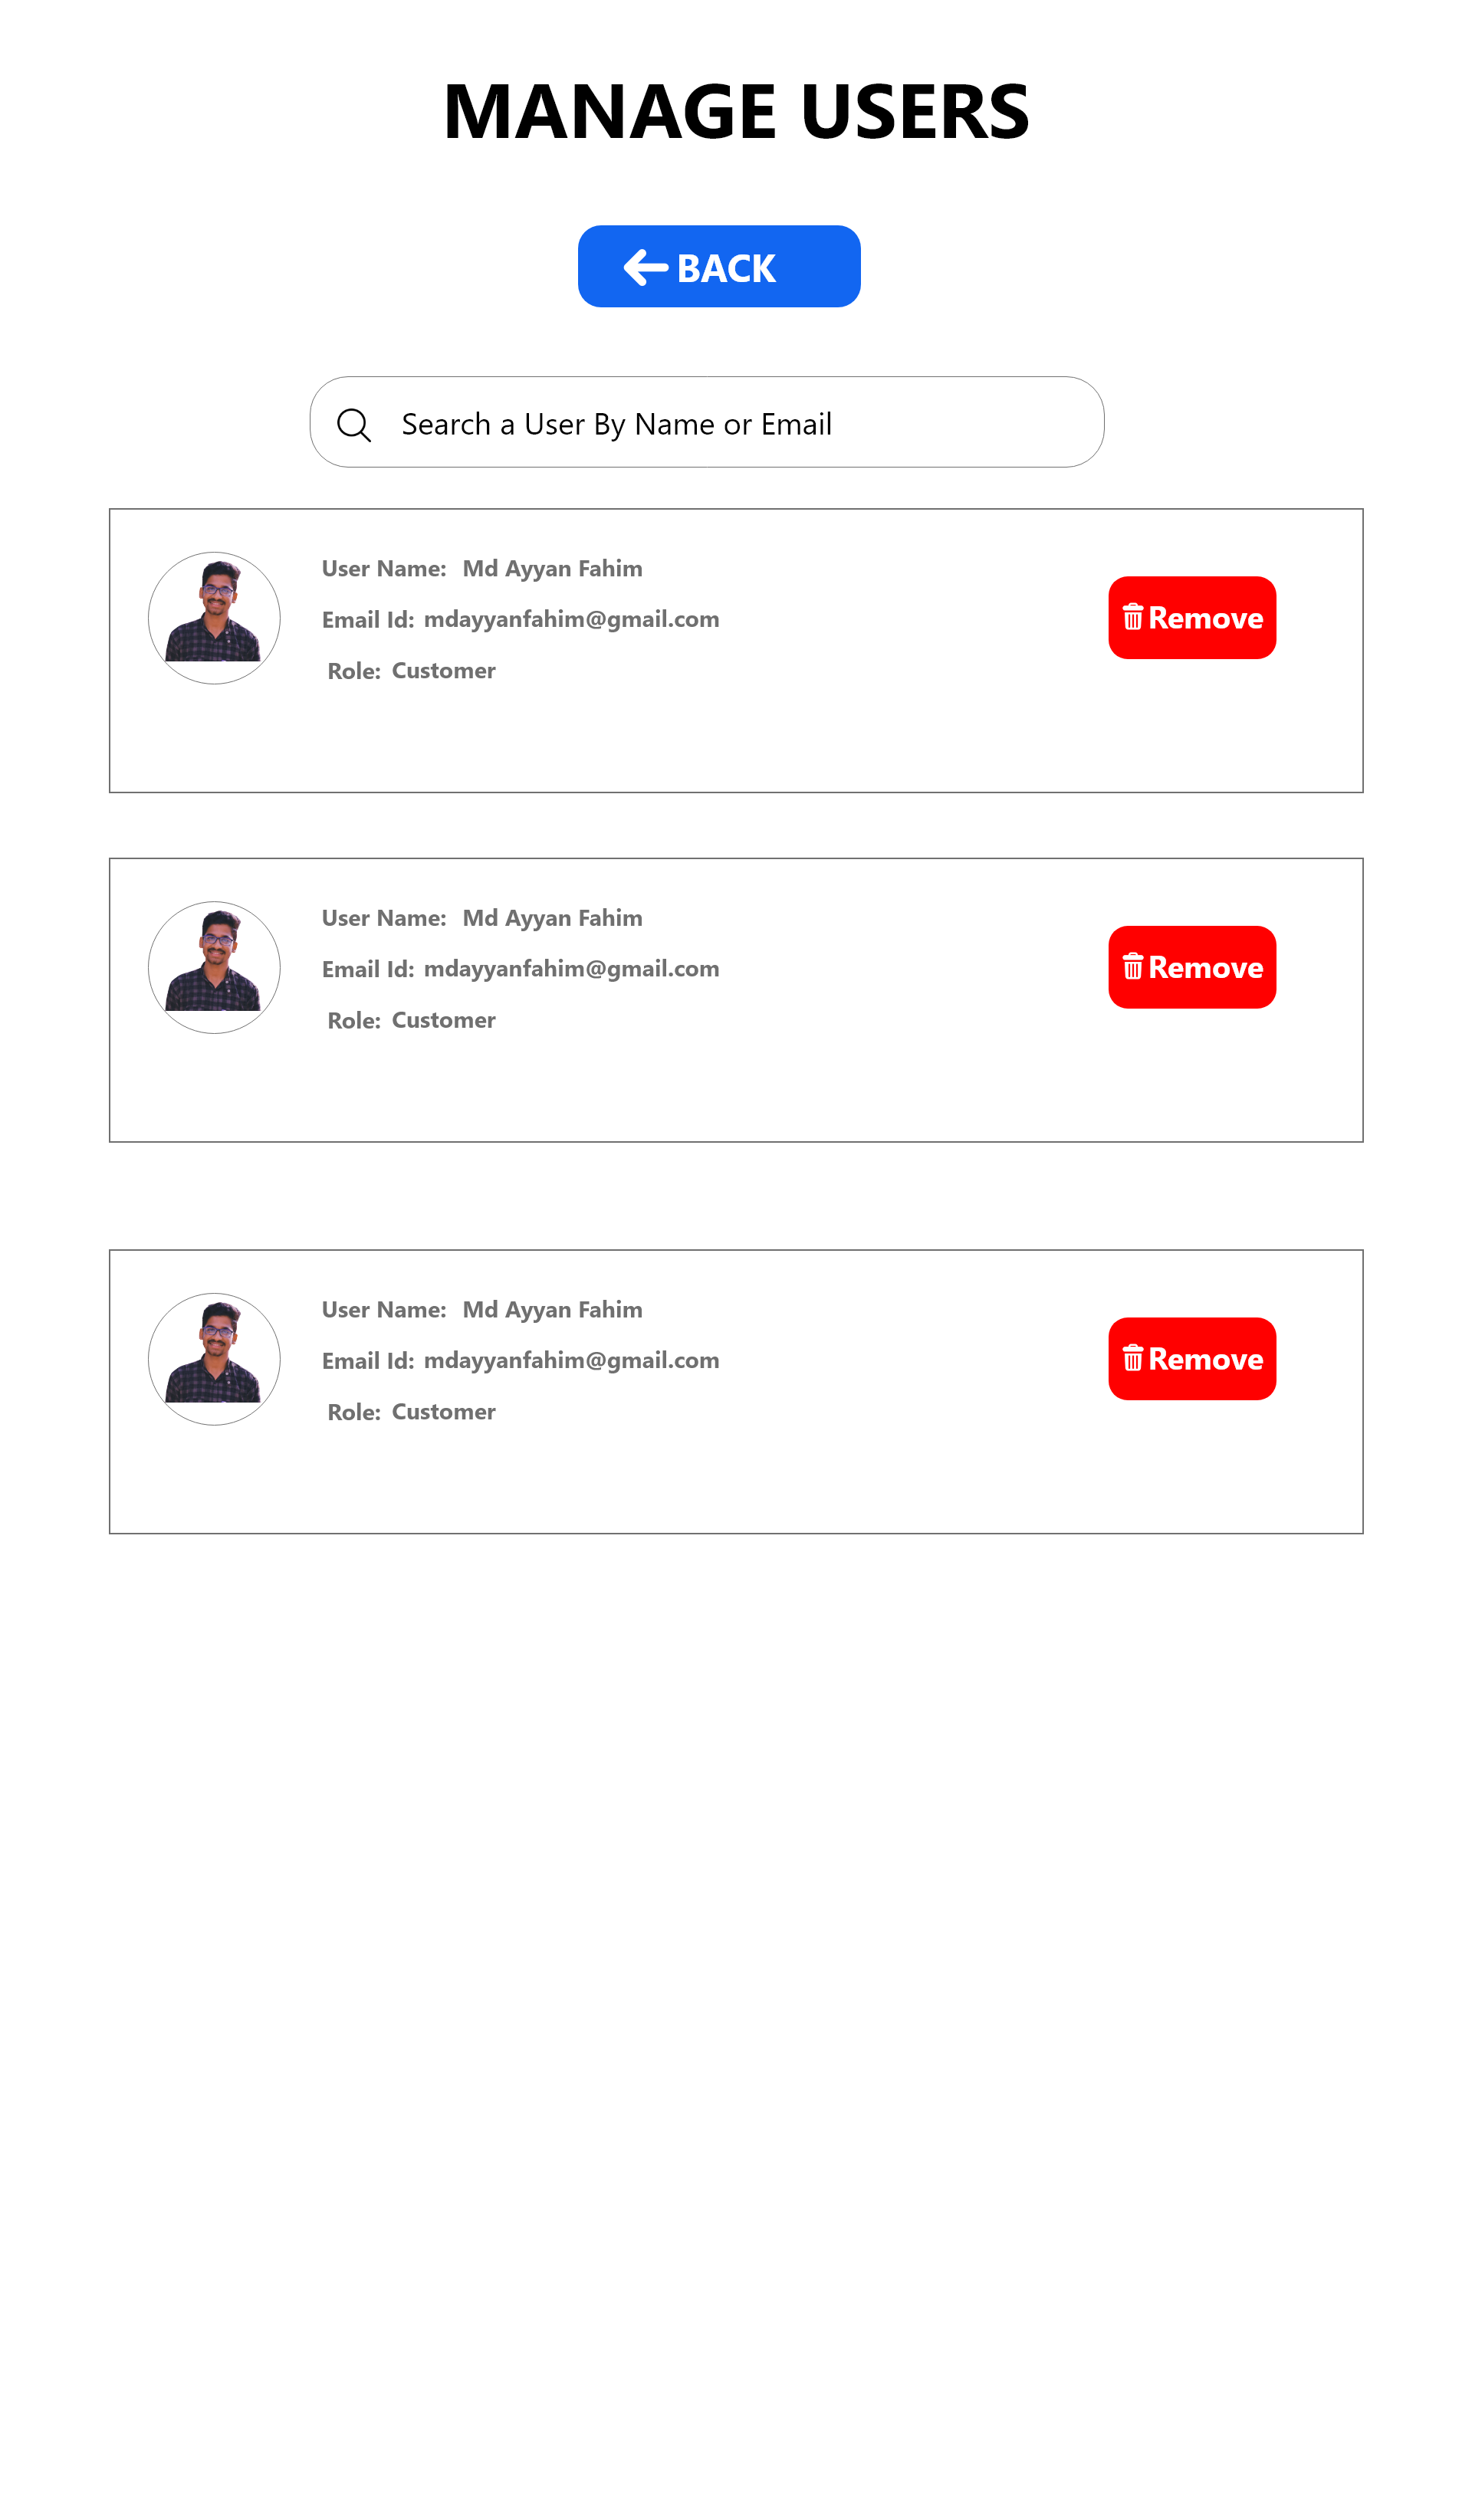 MANAGE USERS
BACK
Search a User By Name or Email
User Name: Md Ayyan Fahim
Email Id: mdayyanfahim@gmail.com
Remove
Role: Customer
User Name: Md Ayyan Fahim
Email Id: mdayyanfahim@gmail.com
Remove
Role: Customer
User Name: Md Ayyan Fahim
Email Id: mdayyanfahim@gmail.com
Remove
Role: Customer